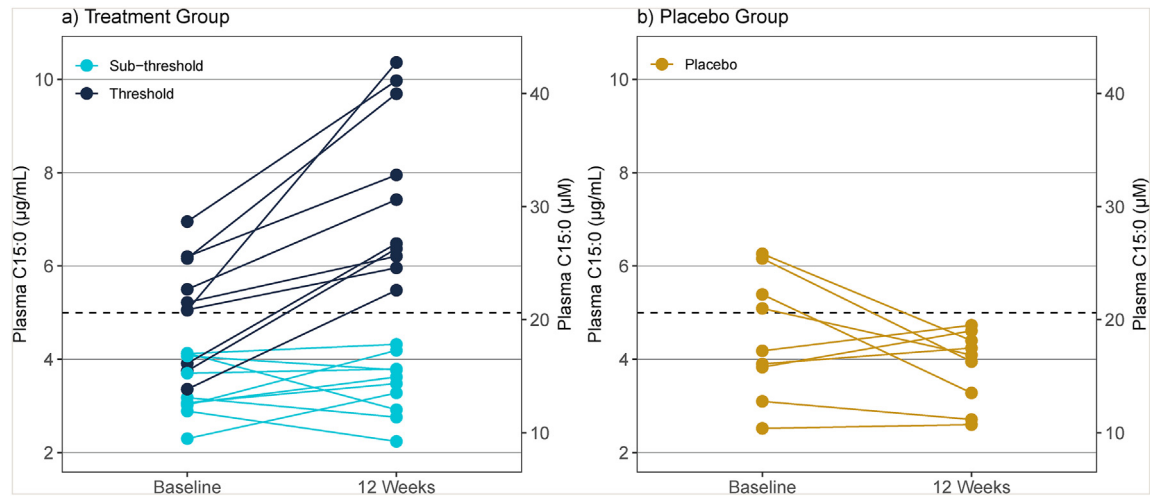 a) Treatment Group
Sub-threshold
Threshold
Plasma C15:0 (µg/mL)
10
8
6
4
2
Plasma C15:0 (µM)
40
30
20
10
Baseline
12 Weeks
b) Placebo Group
Placebo
Plasma C15:0 (µg/mL)
10
8
6
4
2
Plasma C15:0 (µM)
40
30
20
10
Baseline
12 Weeks